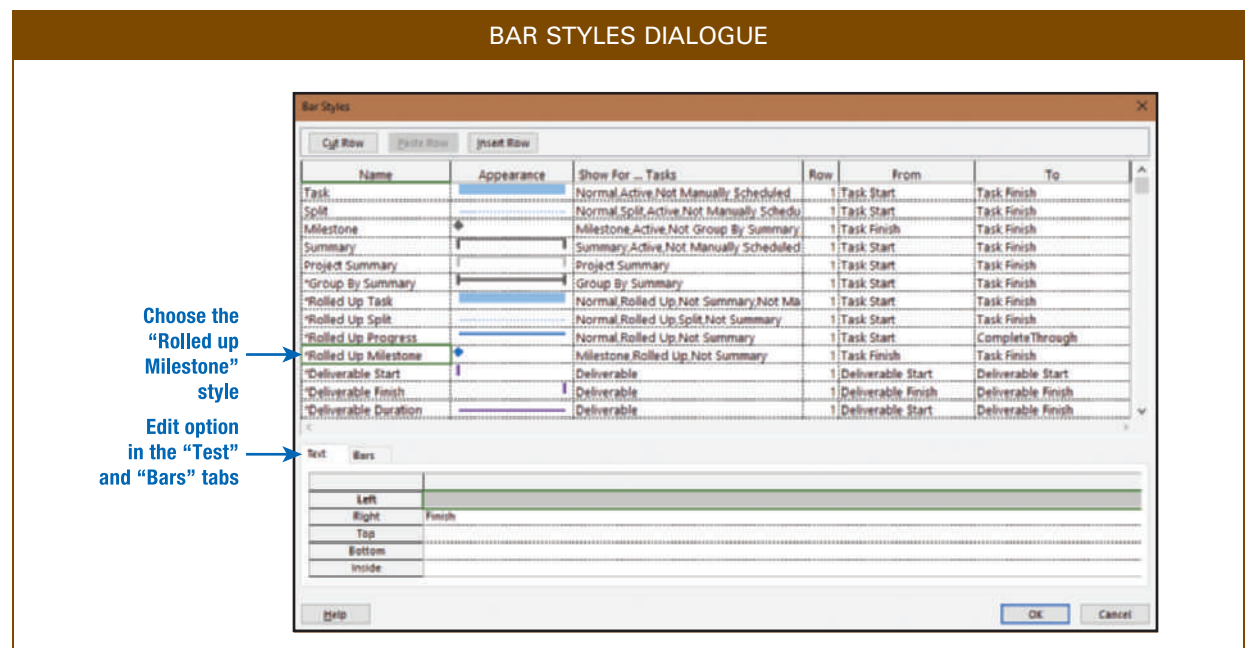 BAR STYLES DIALOGUE
Bar Styles
Cut Row Paste Row Insert Row
Name Appearance Show For ... Tasks Row From To
Task Normal,Active,Not Manually Scheduled 1 Task Start Task Finish
Split Normal,Split,Active,Not Manually Schedu 1 Task Start Task Finish
Milestone Milestone,Active,Not Group By Summary 1 Task Finish Task Finish
Summary Summary,Active,Not Manually Scheduled 1 Task Start Task Finish
Project Summary Project Summary 1 Task Start Task Finish
*Group By Summary Group By Summary 1 Task Start Task Finish
*Rolled Up Task Normal,Rolled Up,Not Summary,Not Ma 1 Task Start Task Finish
*Rolled Up Split Normal,Rolled Up,Split,Not Summary 1 Task Start Task Finish
*Rolled Up Progress Normal,Rolled Up,Not Summary 1 Task Start CompleteThrough
*Rolled Up Milestone Milestone,Rolled Up,Not Summary 1 Task Finish Task Finish
*Deliverable Start Deliverable 1 Deliverable Start Deliverable Start
*Deliverable Finish Deliverable 1 Deliverable Finish Deliverable Finish
*Deliverable Duration Deliverable 1 Deliverable Start Deliverable Finish
Choose the
“Rolled up
Milestone”
style
Edit option
in the “Test”
and “Bars” tabs
Text Bars
Left
Right Finish
Top
Bottom
Inside
Help OK Cancel